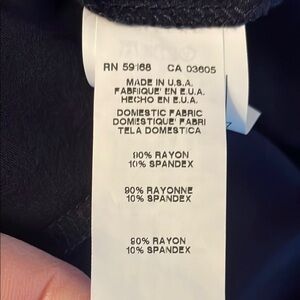 RN 59168 CA 03605
MADE IN U.S.A.
FABRIQUE' EN E.U.A.
HECHO EN E.U.A.
DOMESTIC FABRIC
DOMESTIQUE' FABRI
TELA DOMESTICA
90% RAYON
10% SPANDEX
90% RAYONNE
10% SPANDEX
90% RAYON
10% SPANDEX